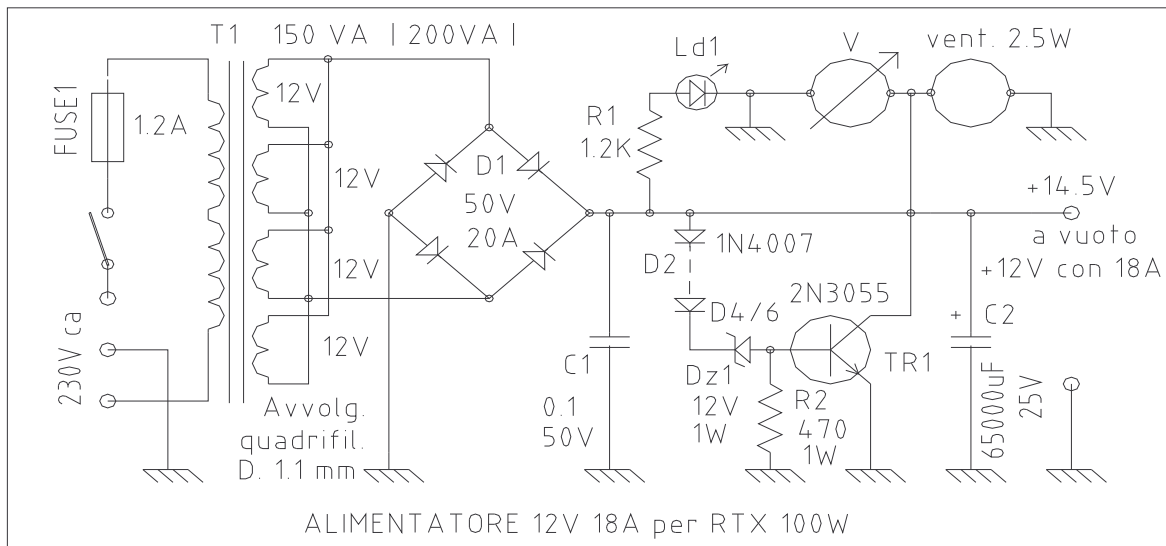 T1 150 VA | 200VA |
FUSE1
1.2A
230V ca
12V
12V
12V
12V
Avvolg.
quadrifil.
D. 1.1 mm
D1
50V
20A
Ld1
V
vent. 2.5W
R1
1.2K
+14.5V
a vuoto
+12V con 18A
1N4007
D2
D4/6
2N3055
TR1
Dz1
12V
1W
R2
470
1W
C1
0.1
50V
+ C2
65000uF
25V
ALIMENTATORE 12V 18A per RTX 100W